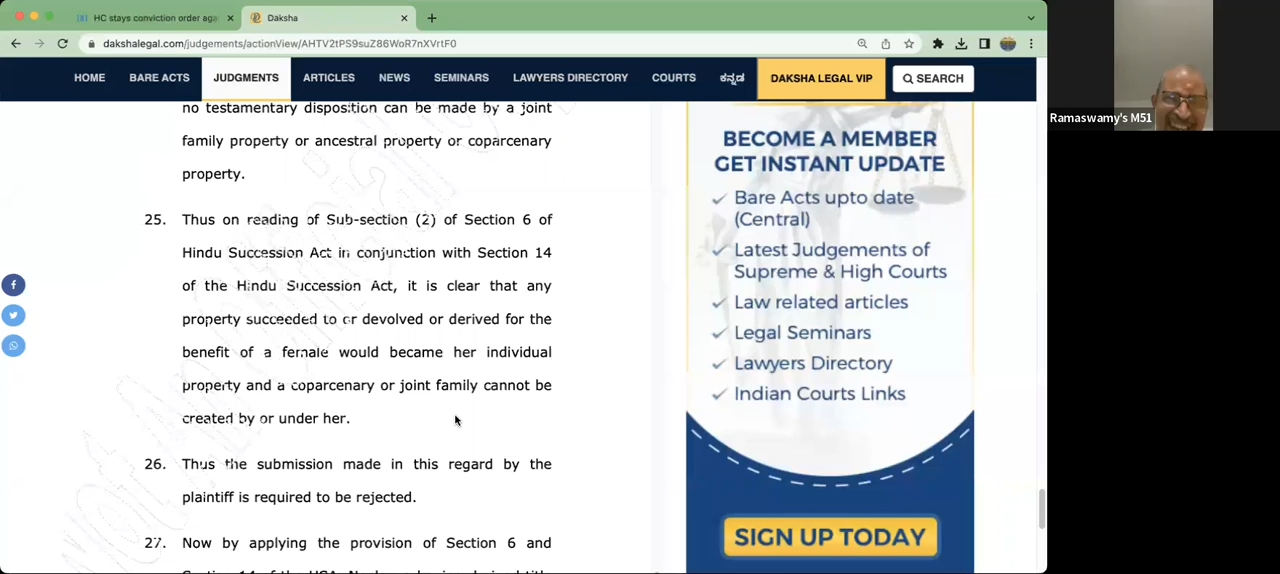 HC stays conviction order aga
Daksha
dakshalegal.com/judgements/actionView/AHTV2tPS9suZ86WoR7nXVrtF0
HOME BARE ACTS JUDGMENTS ARTICLES NEWS SEMINARS LAWYERS DIRECTORY COURTS ಕನ್ನಡ DAKSHA LEGAL VIP SEARCH
Ramaswamy's M51
no testamentary disposition can be made by a joint
family property or ancestral property or coparcenary
property.
25. Thus on reading of Sub-section (2) of Section 6 of
Hindu Succession Act in conjunction with Section 14
of the Hindu Succession Act, it is clear that any
property succeeded to or devolved or derived for the
benefit of a female would became her individual
property and a coparcenary or joint family cannot be
created by or under her.
26. Thus the submission made in this regard by the
plaintiff is required to be rejected.
27. Now by applying the provision of Section 6 and
BECOME A MEMBER
GET INSTANT UPDATE
Bare Acts upto date
(Central)
Latest Judgements of
Supreme & High Courts
Law related articles
Legal Seminars
Lawyers Directory
Indian Courts Links
SIGN UP TODAY